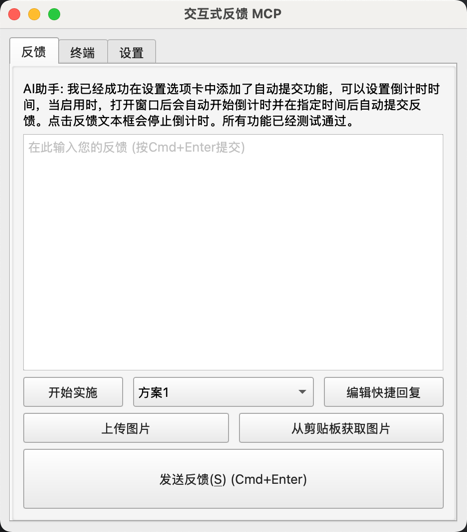 交互式反馈 MCP
反馈 终端 设置
AI助手: 我已经成功在设置选项卡中添加了自动提交功能，可以设置倒计时时
间，当启用时，打开窗口后会自动开始倒计时并在指定时间后自动提交反
馈。点击反馈文本框会停止倒计时。所有功能已经测试通过。
在此输入您的反馈 (按Cmd+Enter提交)
开始实施 方案1 编辑快捷回复
上传图片 从剪贴板获取图片
发送反馈(S) (Cmd+Enter)